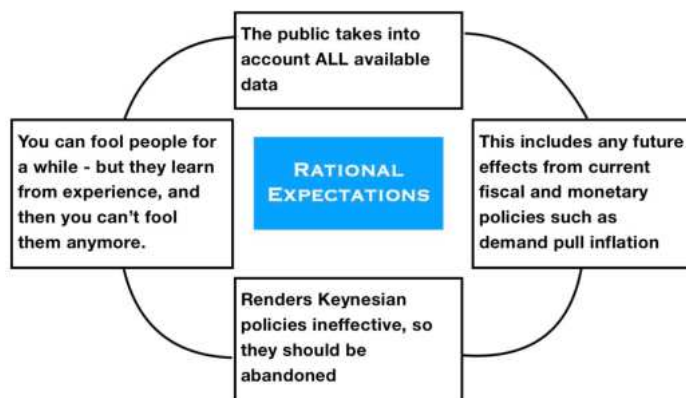 The public takes into
account ALL available
data
You can fool people for
a while - but they learn
from experience, and
then you can't fool
them anymore.
RATIONAL
EXPECTATIONS
This includes any future
effects from current
fiscal and monetary
policies such as
demand pull inflation
Renders Keynesian
policies ineffective, so
they should be
abandoned